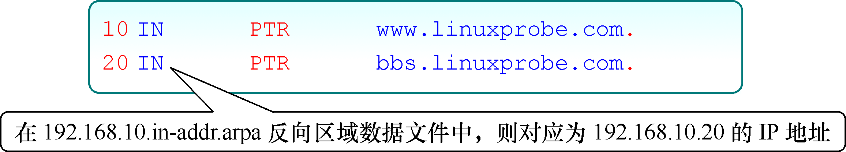 10 IN PTR www.linuxprobe.com.
20 IN PTR bbs.linuxprobe.com.
在 192.168.10.in-addr.arpa 反向区域数据文件中，则对应为 192.168.10.20 的 IP 地址